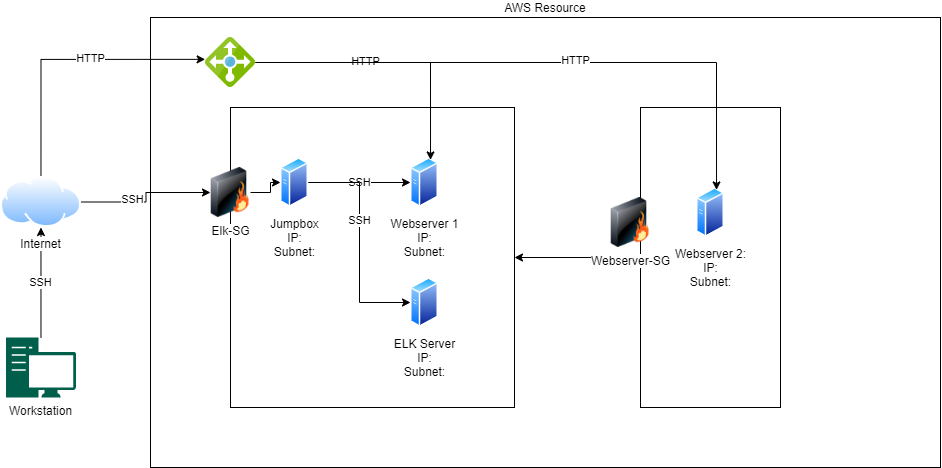 AWS Resource
HTTP
HTTP
HTTP
SSH
SSH
SSH
Elk-SG
Jumpbox
IP:
Subnet:
Webserver 1
IP:
Subnet:
Webserver-SG
Webserver 2:
IP:
Subnet:
Internet
SSH
ELK Server
IP:
Subnet:
Workstation